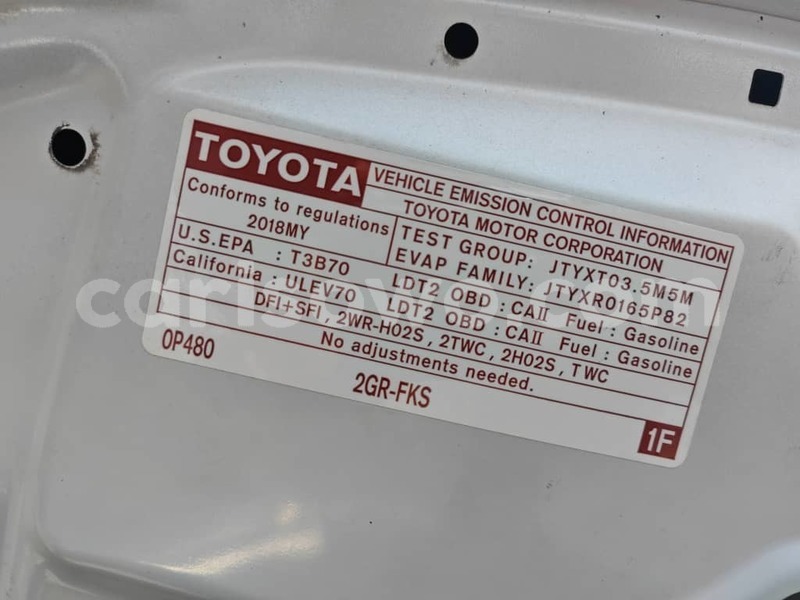 TOYOTA
VEHICLE EMISSION CONTROL INFORMATION
TOYOTA MOTOR CORPORATION
Conforms to regulations
2018MY
TEST GROUP: JTYXT03.5M5M
EVAP FAMILY: JTYXR0165P82
U.S.EPA : T3B70 LDT2 OBD : CAII Fuel : Gasoline
California : ULEV70 LDT2 OBD : CAII Fuel : Gasoline
DFI+SFI, 2WR-HO2S, 2TWC, 2HO2S, TWC
No adjustments needed.
0P480
2GR-FKS
1F